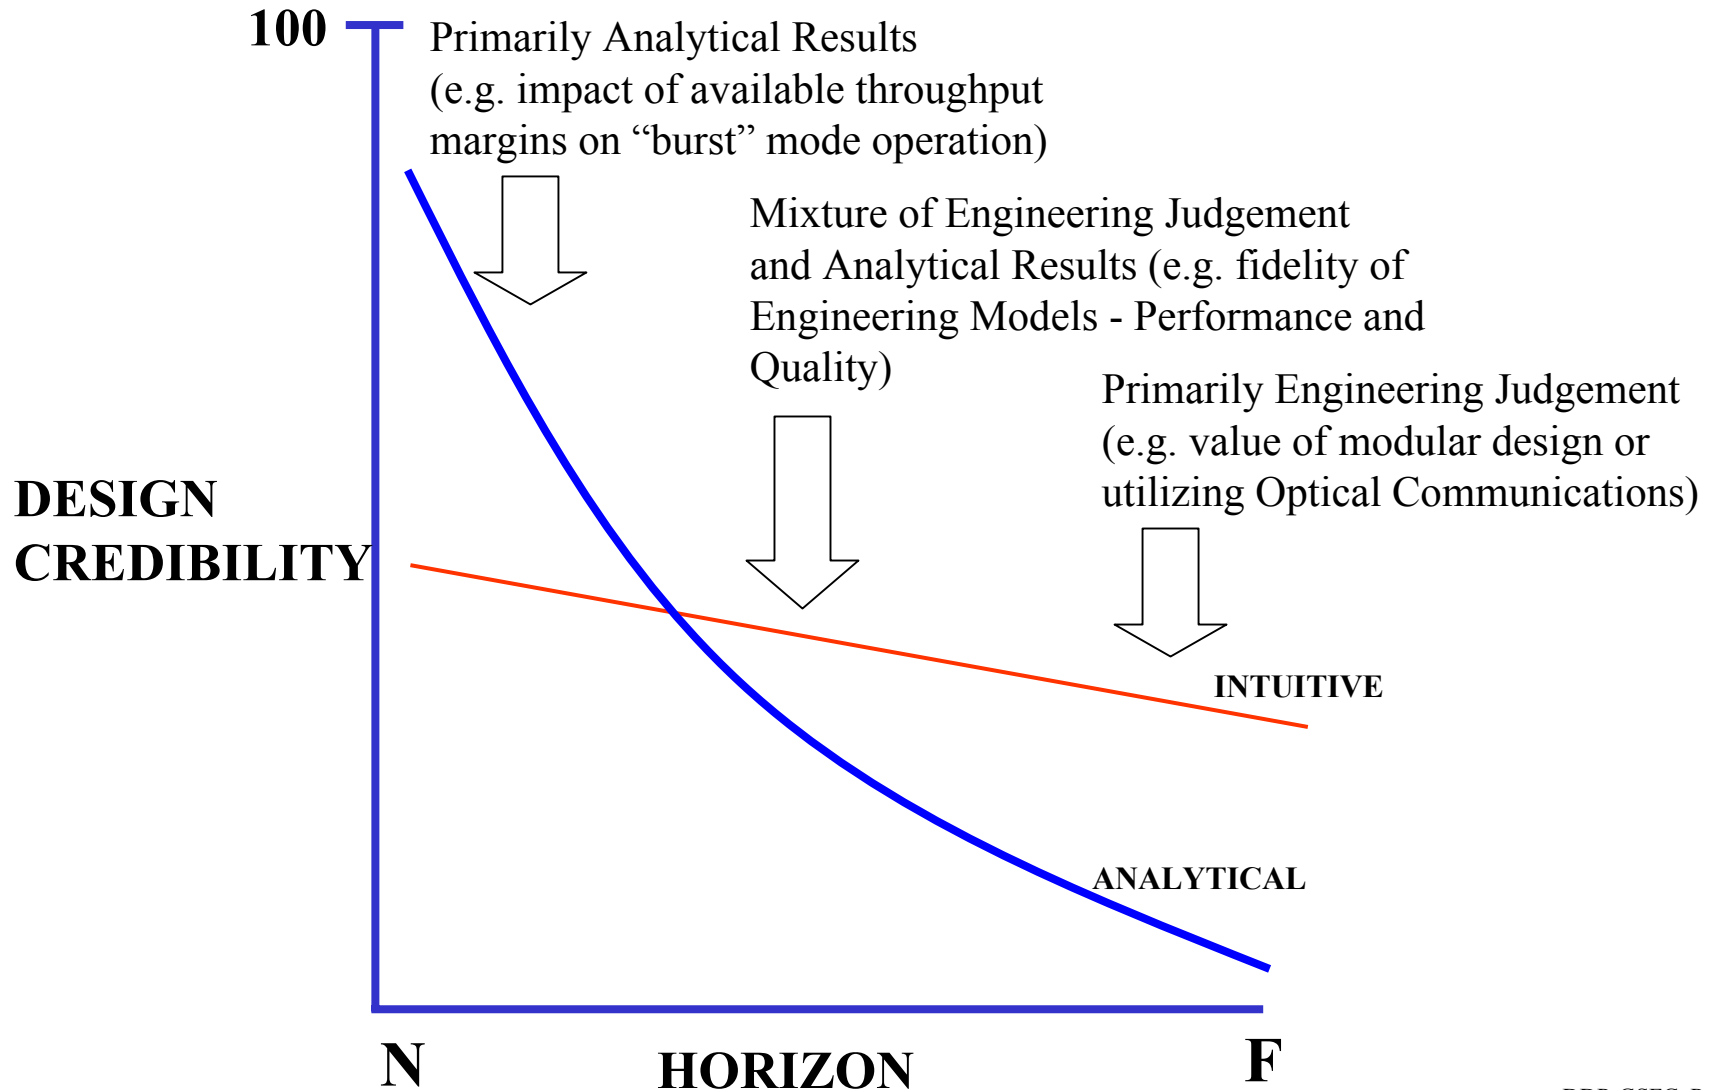 100
Primarily Analytical Results
(e.g. impact of available throughput
margins on “burst” mode operation)
Mixture of Engineering Judgement
and Analytical Results (e.g. fidelity of
Engineering Models - Performance and
Quality)
Primarily Engineering Judgement
(e.g. value of modular design or
utilizing Optical Communications)
DESIGN
CREDIBILITY
INTUITIVE
ANALYTICAL
N
HORIZON
F